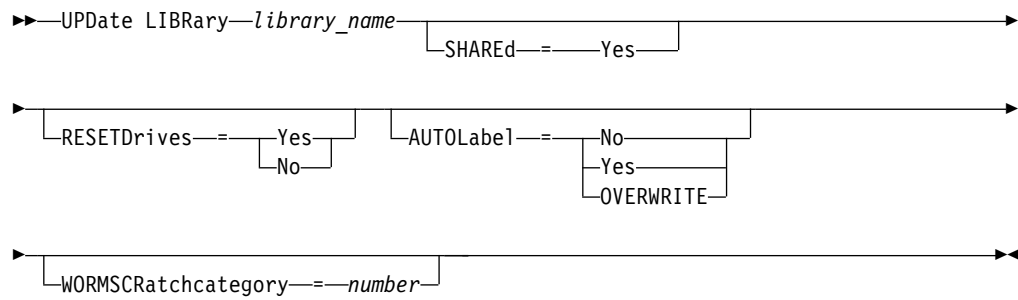 UPDate LIBRary library_name
SHAREd = Yes
RESETDrives = Yes
No
AUTOLabel = No
Yes
OVERWRITE
WORMSCRatchcategory = number